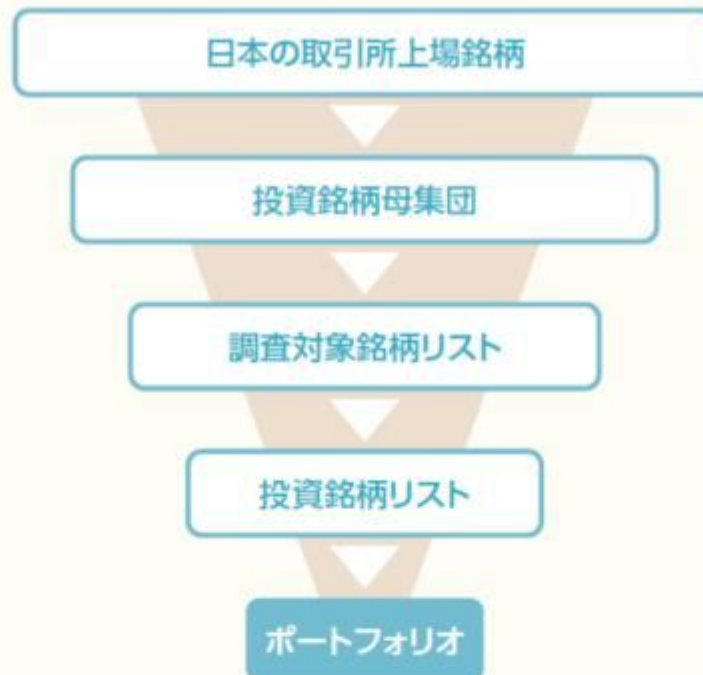 日本の取引所上場銘柄
投資銘柄母集団
調査対象銘柄リスト
投資銘柄リスト
ポートフォリオ